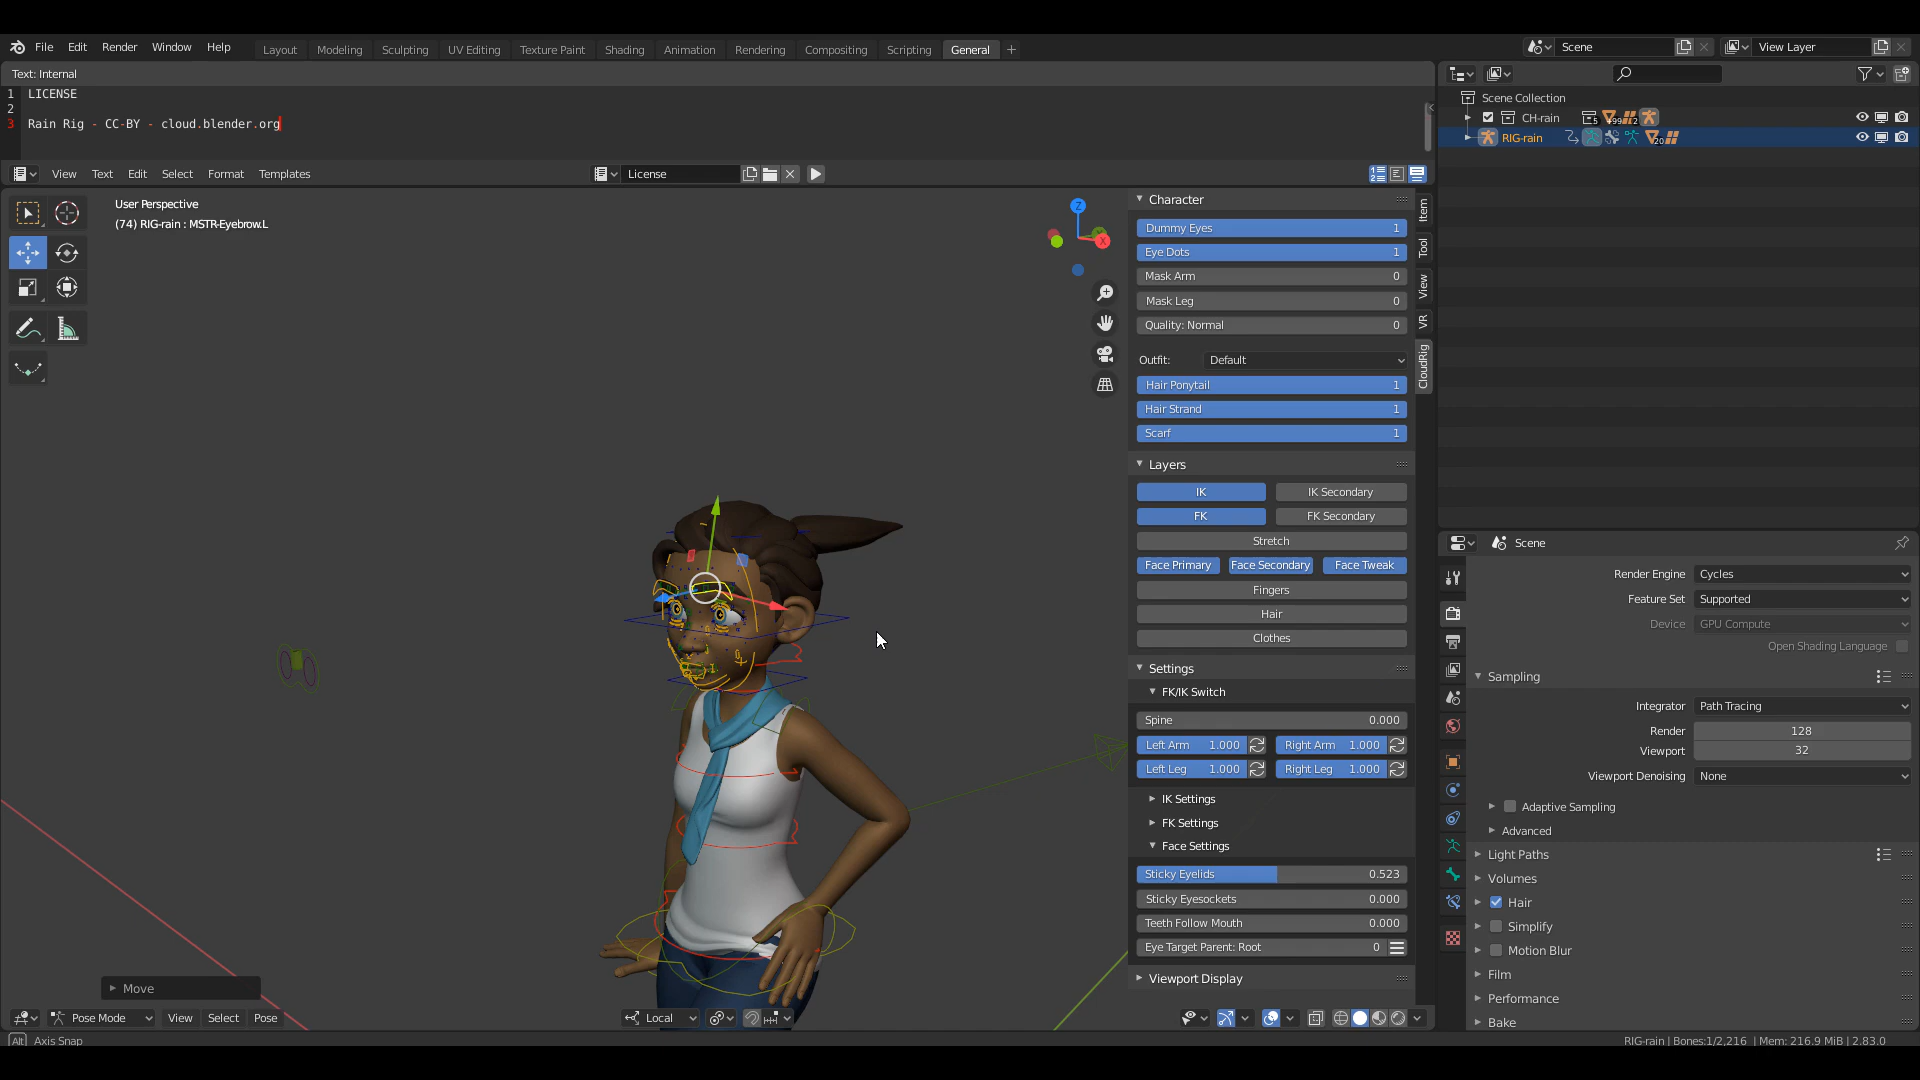 File Edit Render Window Help
Layout Modeling Sculpting UV Editing Texture Paint Shading Animation Rendering Compositing Scripting General +
Scene
View Layer
Text: Internal
1 LICENSE
2
3 Rain Rig - CC-BY - cloud.blender.org
View Text Edit Select Format Templates
License
User Perspective
(74) RIG-rain : MSTR-Eyebrow.L
Z
X
Character
Dummy Eyes 1
Eye Dots 1
Mask Arm 0
Mask Leg 0
Quality: Normal 0
Outfit: Default
Hair Ponytail 1
Hair Strand 1
Scarf 1
Layers
IK IK Secondary
FK FK Secondary
Stretch
Face Primary Face Secondary Face Tweak
Fingers
Hair
Clothes
Settings
FK/IK Switch
Spine 0.000
Left Arm 1.000 Right Arm 1.000
Left Leg 1.000 Right Leg 1.000
IK Settings
FK Settings
Face Settings
Sticky Eyelids 0.523
Sticky Eyesockets 0.000
Teeth Follow Mouth 0.000
Eye Target Parent: Root 0
Viewport Display
Item
Tool
View
VR
CloudRig
Move
Pose Mode View Select Pose
Local
Scene Collection
CH-rain 5 +99 2
RIG-rain 20
Scene
Render Engine Cycles
Feature Set Supported
Device GPU Compute
Open Shading Language
Sampling
Integrator Path Tracing
Render 128
Viewport 32
Viewport Denoising None
Adaptive Sampling
Advanced
Light Paths
Volumes
Hair
Simplify
Motion Blur
Film
Performance
Bake
Alt Axis Snap
RIG-rain | Bones:1/2,216 | Mem: 216.9 MiB | 2.83.0